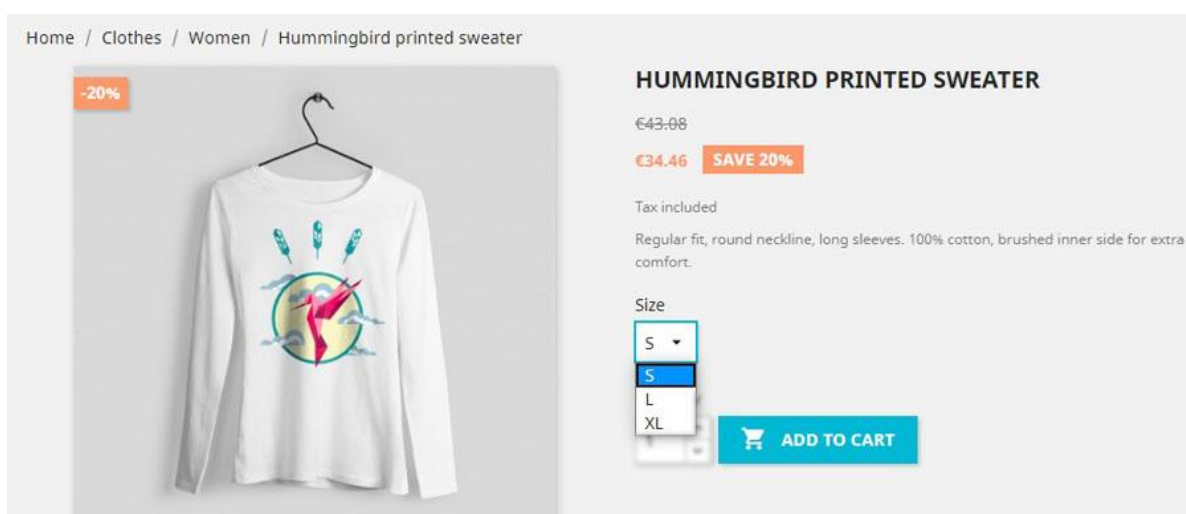 Home / Clothes / Women / Hummingbird printed sweater
-20%
HUMMINGBIRD PRINTED SWEATER
€43.08
€34.46 SAVE 20%
Tax included
Regular fit, round neckline, long sleeves. 100% cotton, brushed inner side for extra
comfort.
Size
S
S
L
XL
ADD TO CART